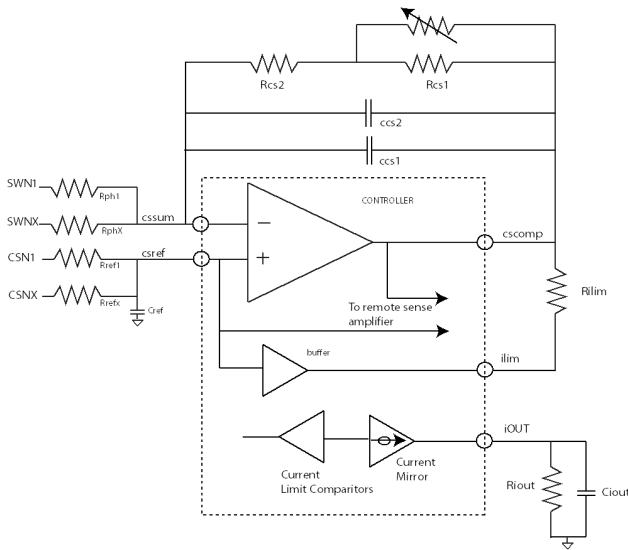 Rcs2
Rcs1
ccs2
ccs1
SWN1
Rph1
SWNX
RphX
cssum
CSN1
Rref1
csref
CSNX
Rrefx
Cref
CONTROLLER
−
+
cscomp
To remote sense
amplifier
Rilim
buffer
ilim
iOUT
Current
Limit Comparitors
Current
Mirror
Riout
Ciout